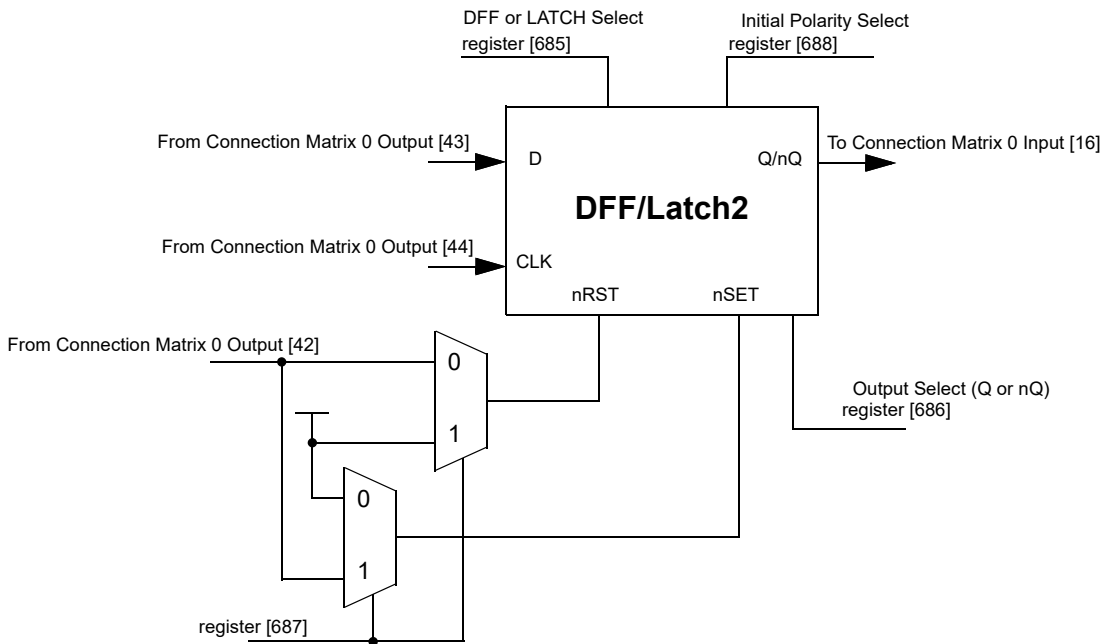 DFF or LATCH Select
register [685]
Initial Polarity Select
register [688]
From Connection Matrix 0 Output [43]
D
Q/nQ
To Connection Matrix 0 Input [16]
DFF/Latch2
From Connection Matrix 0 Output [44]
CLK
nRST
nSET
From Connection Matrix 0 Output [42]
0
1
Output Select (Q or nQ)
register [686]
0
1
register [687]